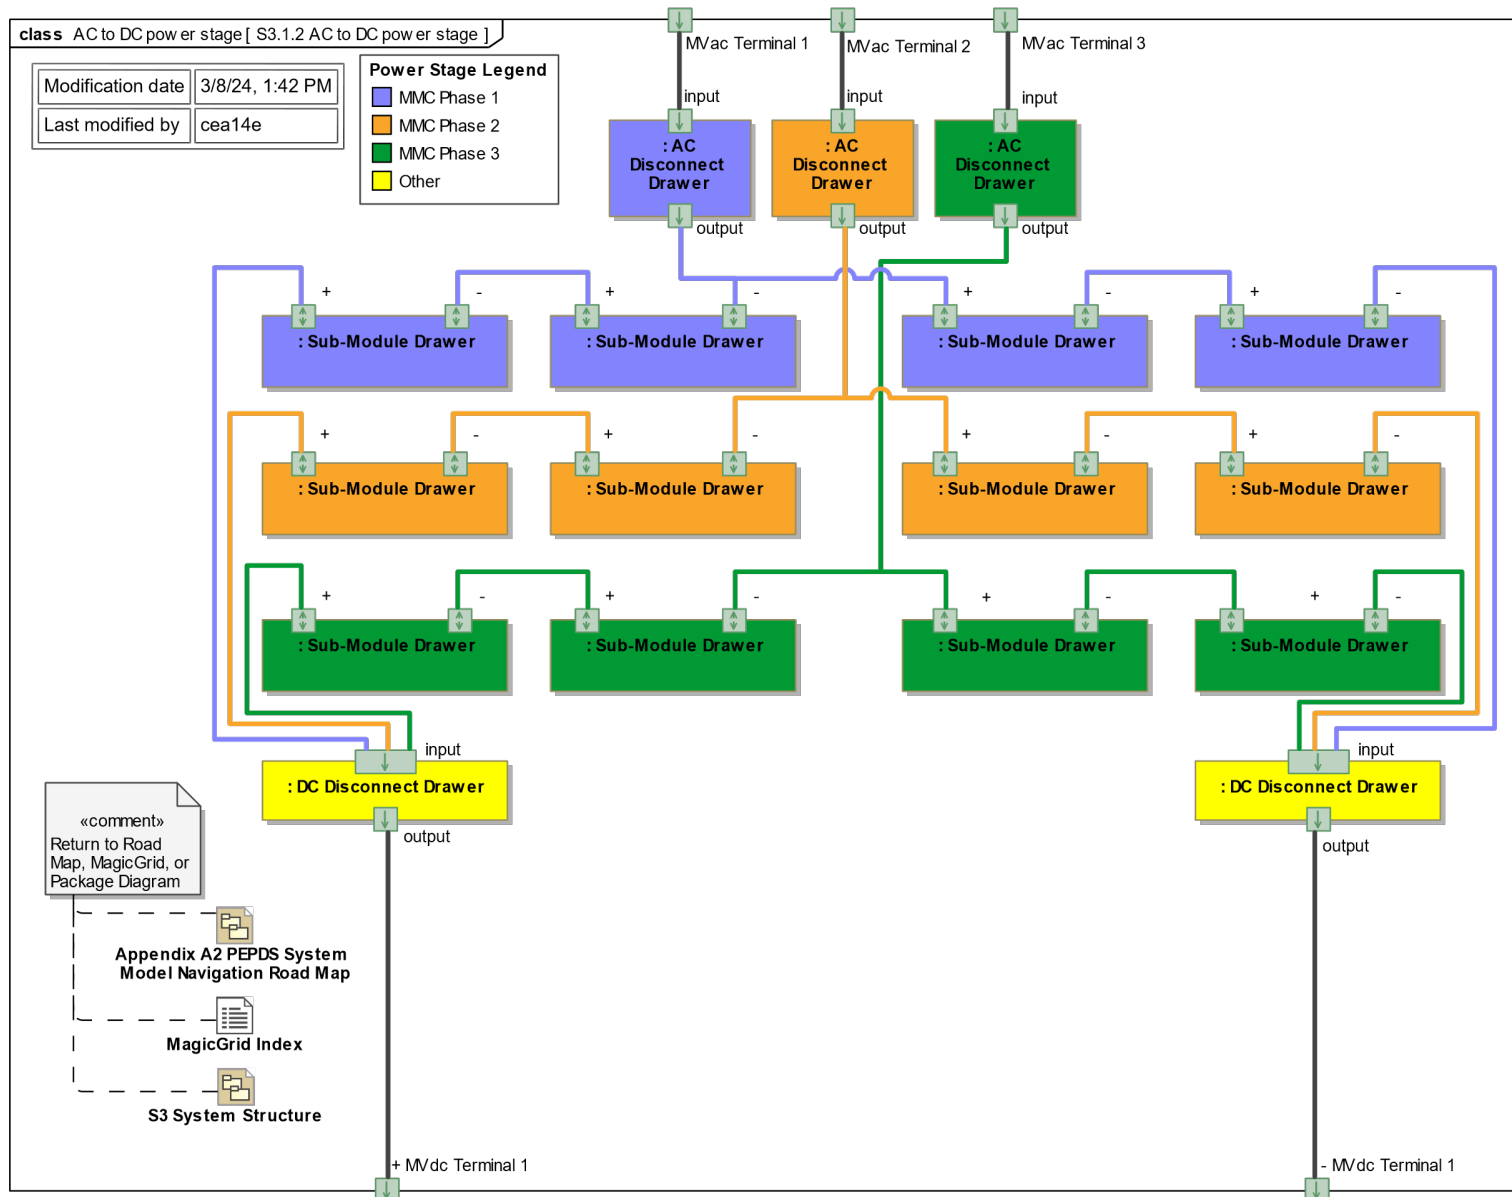 class AC to DC power stage [ S3.1.2 AC to DC power stage ]
Modification date 3/8/24, 1:42 PM
Last modified by cea14e
Power Stage Legend
MMC Phase 1
MMC Phase 2
MMC Phase 3
Other
MVac Terminal 1
MVac Terminal 2
MVac Terminal 3
input
input
input
: AC
Disconnect
Drawer
: AC
Disconnect
Drawer
: AC
Disconnect
Drawer
output
output
output
+ - + - + - + -
: Sub-Module Drawer
: Sub-Module Drawer
: Sub-Module Drawer
: Sub-Module Drawer
+ - + - + - + -
: Sub-Module Drawer
: Sub-Module Drawer
: Sub-Module Drawer
: Sub-Module Drawer
+ - + - + - + -
: Sub-Module Drawer
: Sub-Module Drawer
: Sub-Module Drawer
: Sub-Module Drawer
input
input
: DC Disconnect Drawer
: DC Disconnect Drawer
output
output
«comment»
Return to Road
Map, MagicGrid, or
Package Diagram
Appendix A2 PEPDS System
Model Navigation Road Map
MagicGrid Index
S3 System Structure
+ MVdc Terminal 1
- MVdc Terminal 1